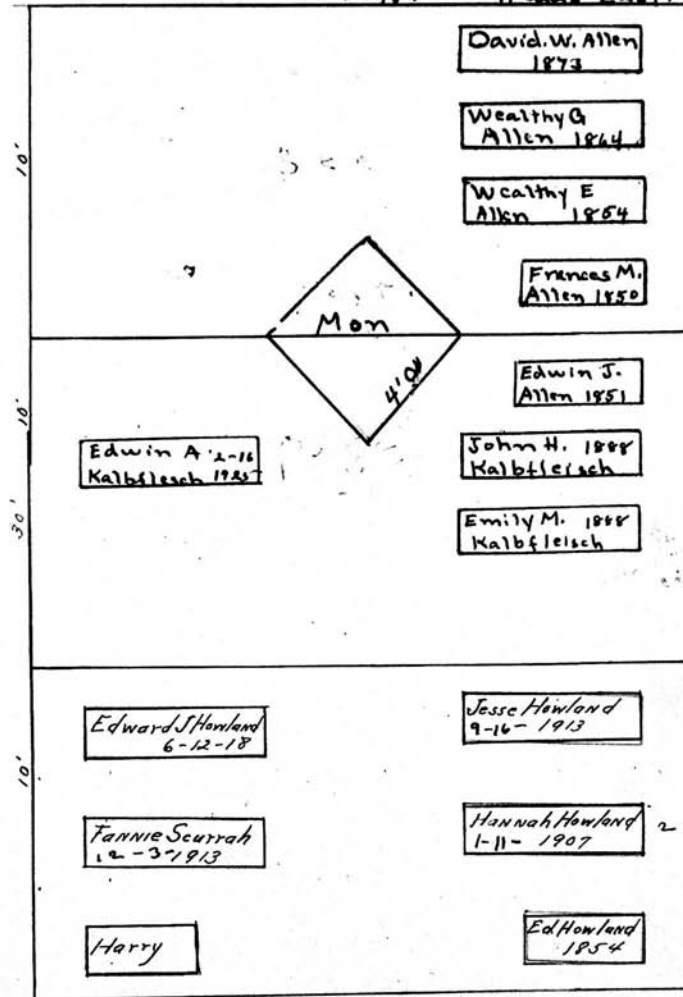 David. W. Allen
1873
Wealthy G
Allen 1864
Wealthy E
Allen 1854
Frances M.
Allen 1850
10'
Mon
4'0"
10'
Edwin J.
Allen 1851
Edwin A 2-16
Kalbflesch 1925
John H. 1888
Kalbfleisch
30'
Emily M. 1888
Kalbfleisch
Edward J Howland
6-12-18
Jesse Howland
9-16- 1913
10'
Fannie Scurrah
12-3-1913
Hannah Howland 2
1-11- 1907
Harry
Ed Howland
1854